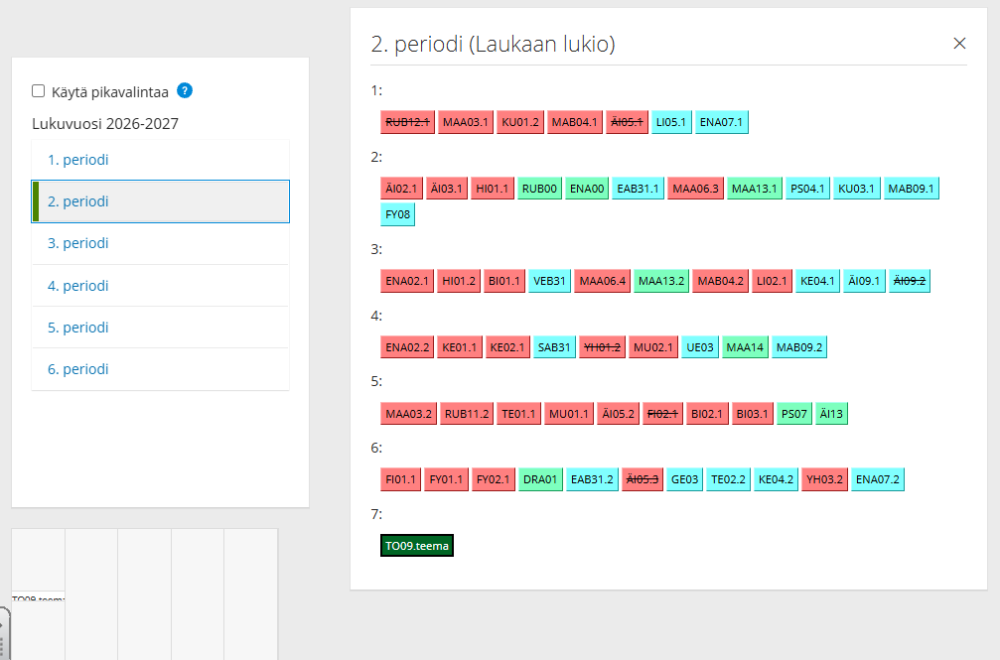 2. periodi (Laukaan lukio)
Käytä pikavalintaa ?
Lukuvuosi 2026-2027
1. periodi
2. periodi
3. periodi
4. periodi
5. periodi
6. periodi
1:
RUB12.1 MAA03.1 KU01.2 MAB04.1 ÄI05.1 LI05.1 ENA07.1
2:
ÄI02.1 ÄI03.1 HI01.1 RUB00 ENA00 EAB31.1 MAA06.3 MAA13.1 PS04.1 KU03.1 MAB09.1
FY08
3:
ENA02.1 HI01.2 BI01.1 VEB31 MAA06.4 MAA13.2 MAB04.2 LI02.1 KE04.1 ÄI09.1 ÄI09.2
4:
ENA02.2 KE01.1 KE02.1 SAB31 YH01.2 MU02.1 UE03 MAA14 MAB09.2
5:
MAA03.2 RUB11.2 TE01.1 MU01.1 ÄI05.2 FI02.1 BI02.1 BI03.1 PS07 ÄI13
6:
FI01.1 FY01.1 FY02.1 DRA01 EAB31.2 ÄI05.3 GE03 TE02.2 KE04.2 YH03.2 ENA07.2
7:
TO09.teema
TO09.teema